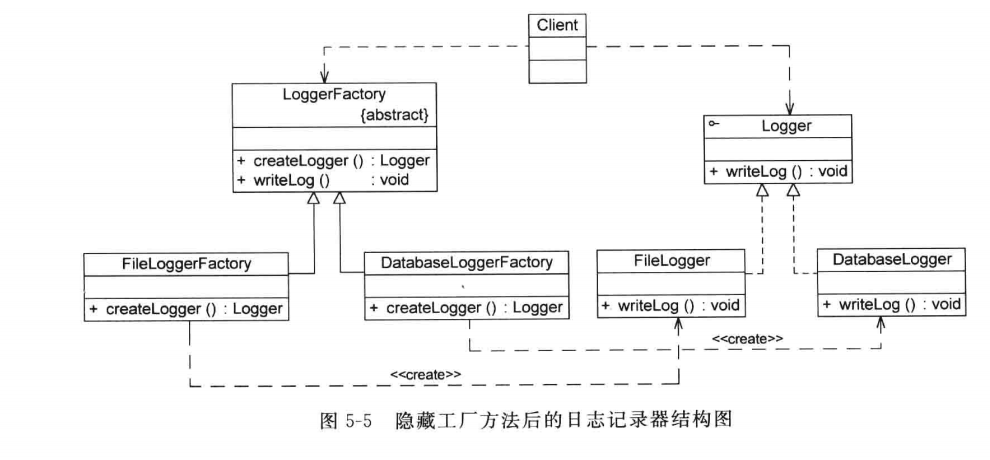 Client
LoggerFactory
{abstract}
+ createLogger () : Logger
+ writeLog () : void
Logger
+ writeLog () : void
FileLoggerFactory
+ createLogger () : Logger
DatabaseLoggerFactory
+ createLogger () : Logger
FileLogger
+ writeLog () : void
DatabaseLogger
+ writeLog () : void
<<create>>
<<create>>
图 5-5 隐藏工厂方法后的日志记录器结构图